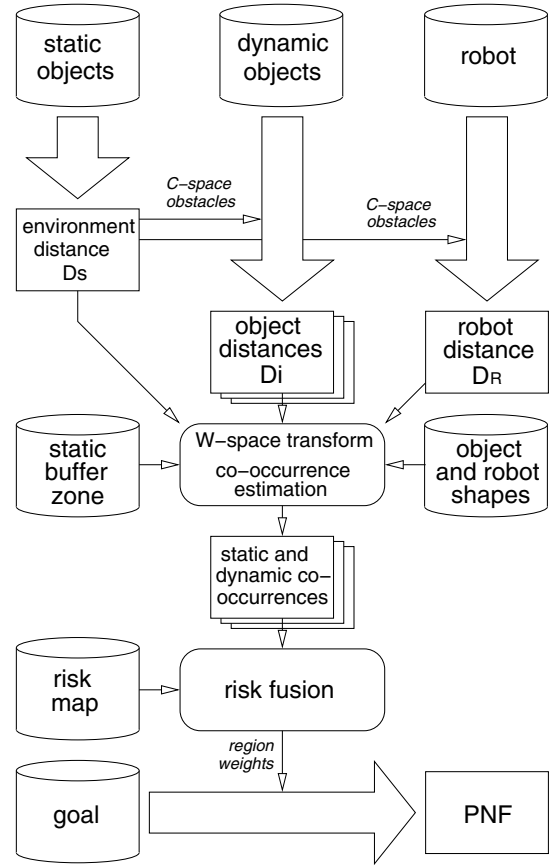 static
objects
dynamic
objects
robot
C-space
obstacles
C-space
obstacles
environment
distance
Ds
object
distances
Di
robot
distance
DR
static
buffer
zone
W-space transform
co-occurrence
estimation
object
and robot
shapes
static and
dynamic co-
occurrences
risk
map
risk fusion
region
weights
goal
PNF